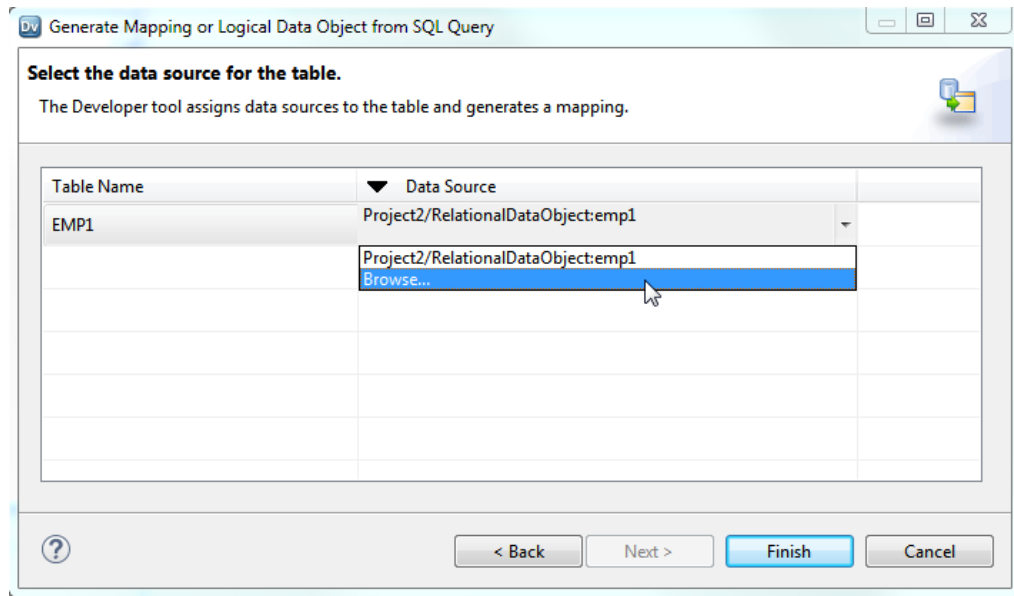 Dv Generate Mapping or Logical Data Object from SQL Query
Select the data source for the table.
The Developer tool assigns data sources to the table and generates a mapping.
Table Name Data Source
EMP1 Project2/RelationalDataObject:emp1
Project2/RelationalDataObject:emp1
Browse...
? < Back Next > Finish Cancel